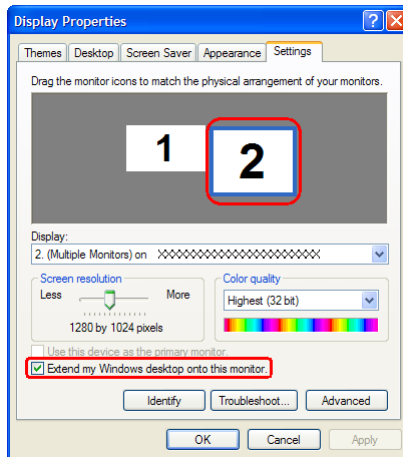 Display Properties
Themes Desktop Screen Saver Appearance Settings
Drag the monitor icons to match the physical arrangement of your monitors.
1 2
Display:
2. (Multiple Monitors) on XXXXXXXXXXXXXXXXXXXXXXX
Screen resolution Color quality
Less More Highest (32 bit)
1280 by 1024 pixels
Use this device as the primary monitor.
Extend my Windows desktop onto this monitor.
Identify Troubleshoot... Advanced
OK Cancel Apply